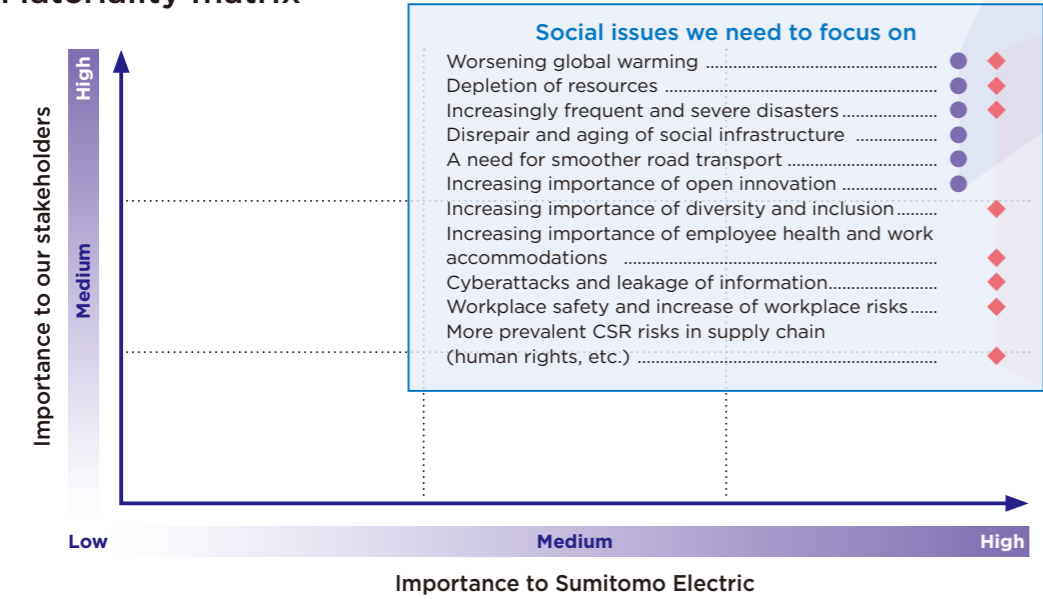 Materiality matrix
Social issues we need to focus on
Worsening global warming
Depletion of resources
Increasingly frequent and severe disasters
Disrepair and aging of social infrastructure
A need for smoother road transport
Increasing importance of open innovation
Increasing importance of diversity and inclusion
Increasing importance of employee health and work
accommodations
Cyberattacks and leakage of information
Workplace safety and increase of workplace risks
More prevalent CSR risks in supply chain
(human rights, etc.)
Importance to our stakeholders
High
Medium
Low
Medium
High
Importance to Sumitomo Electric